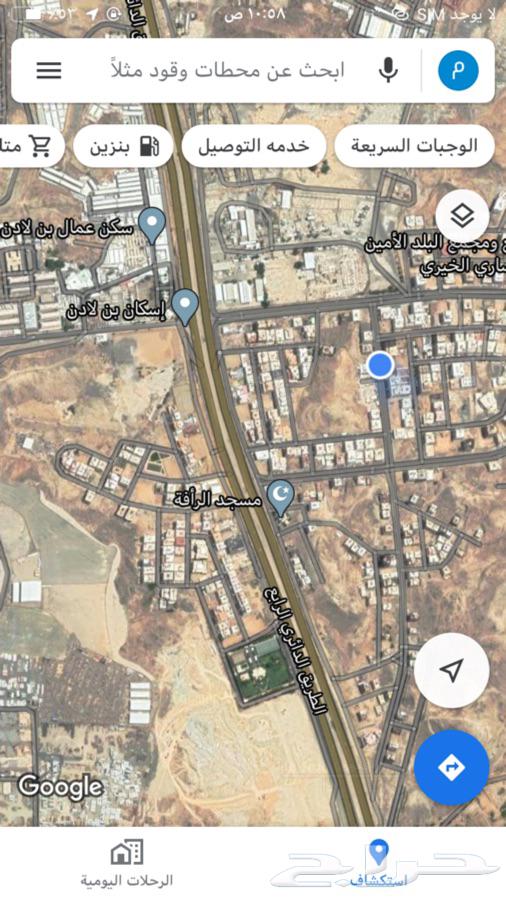 لا يوجد SIM
١٠:٥٨ ص
٥٣٪
ابحث عن محطات وقود مثلاً
م
الوجبات السريعة
خدمه التوصيل
بنزين
متا
سكن عمال بن لادن
ومجمع البلد الأمين
اري الخيري
إسكان بن لادن
مسجد الرأفة
الطريق الدائري الرابع
Google
استكشاف
الرحلات اليومية
حراج